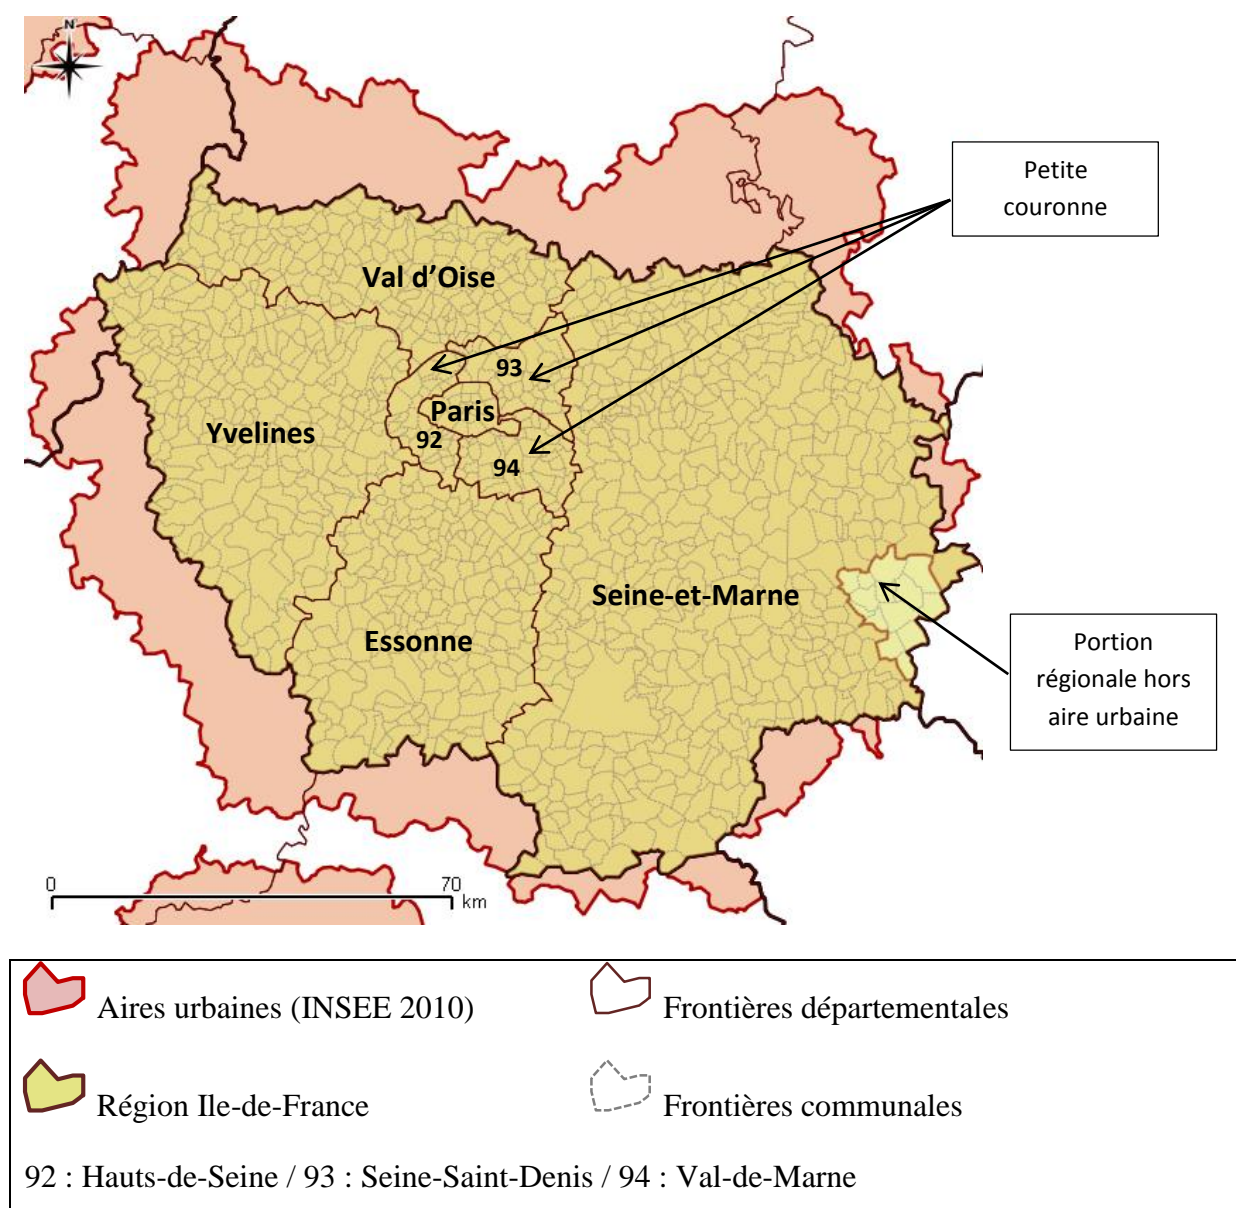 N
Petite
couronne
Val d'Oise
93
Paris
Yvelines
92
94
Seine-et-Marne
Essonne
Portion
régionale hors
aire urbaine
0
70
km
Aires urbaines (INSEE 2010)
Frontières départementales
Région Ile-de-France
Frontières communales
92 : Hauts-de-Seine / 93 : Seine-Saint-Denis / 94 : Val-de-Marne